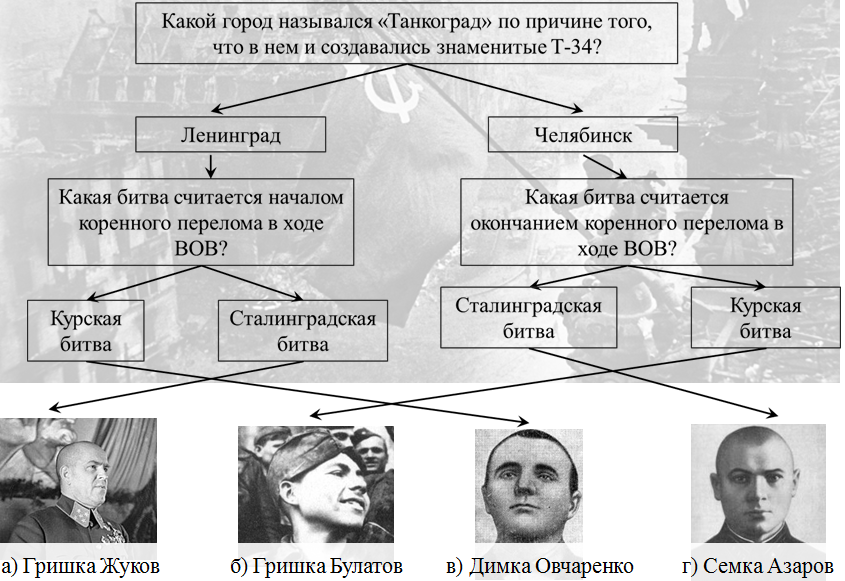 Какой город назывался «Танкоград» по причине того,
что в нем и создавались знаменитые Т-34?
Ленинград
Челябинск
Какая битва считается началом
коренного перелома в ходе
ВОВ?
Какая битва считается
окончанием коренного перелома в
ходе ВОВ?
Курская
битва
Сталинградская
битва
Сталинградская
битва
Курская
битва
а) Гришка Жуков
б) Гришка Булатов
в) Димка Овчаренко
г) Семка Азаров